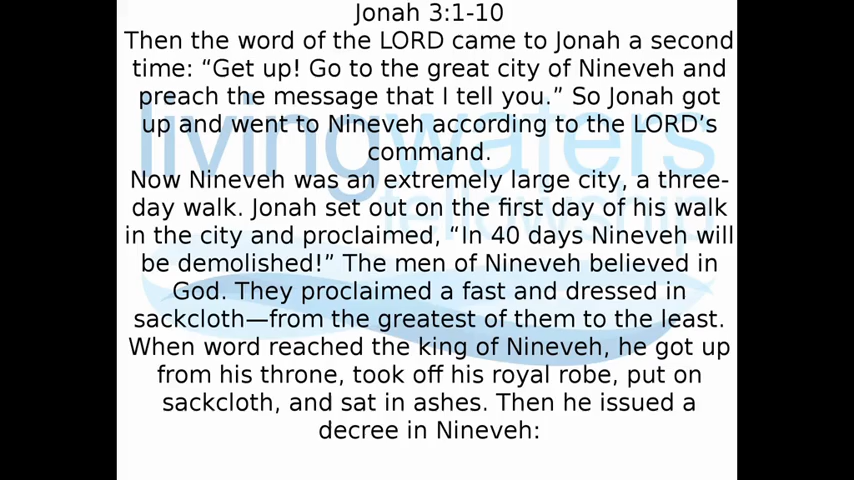 Jonah 3:1-10
Then the word of the LORD came to Jonah a second
time: “Get up! Go to the great city of Nineveh and
preach the message that I tell you.” So Jonah got
up and went to Nineveh according to the LORD’s
command.
Now Nineveh was an extremely large city, a three-
day walk. Jonah set out on the first day of his walk
in the city and proclaimed, “In 40 days Nineveh will
be demolished!” The men of Nineveh believed in
God. They proclaimed a fast and dressed in
sackcloth—from the greatest of them to the least.
When word reached the king of Nineveh, he got up
from his throne, took off his royal robe, put on
sackcloth, and sat in ashes. Then he issued a
decree in Nineveh:
livingwaters
fellowship